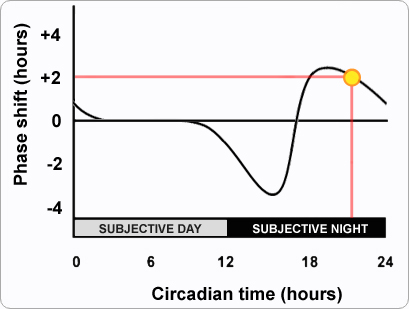 Phase shift (hours)
+4
+2
0
-2
-4
SUBJECTIVE DAY SUBJECTIVE NIGHT
0 6 12 18 24
Circadian time (hours)